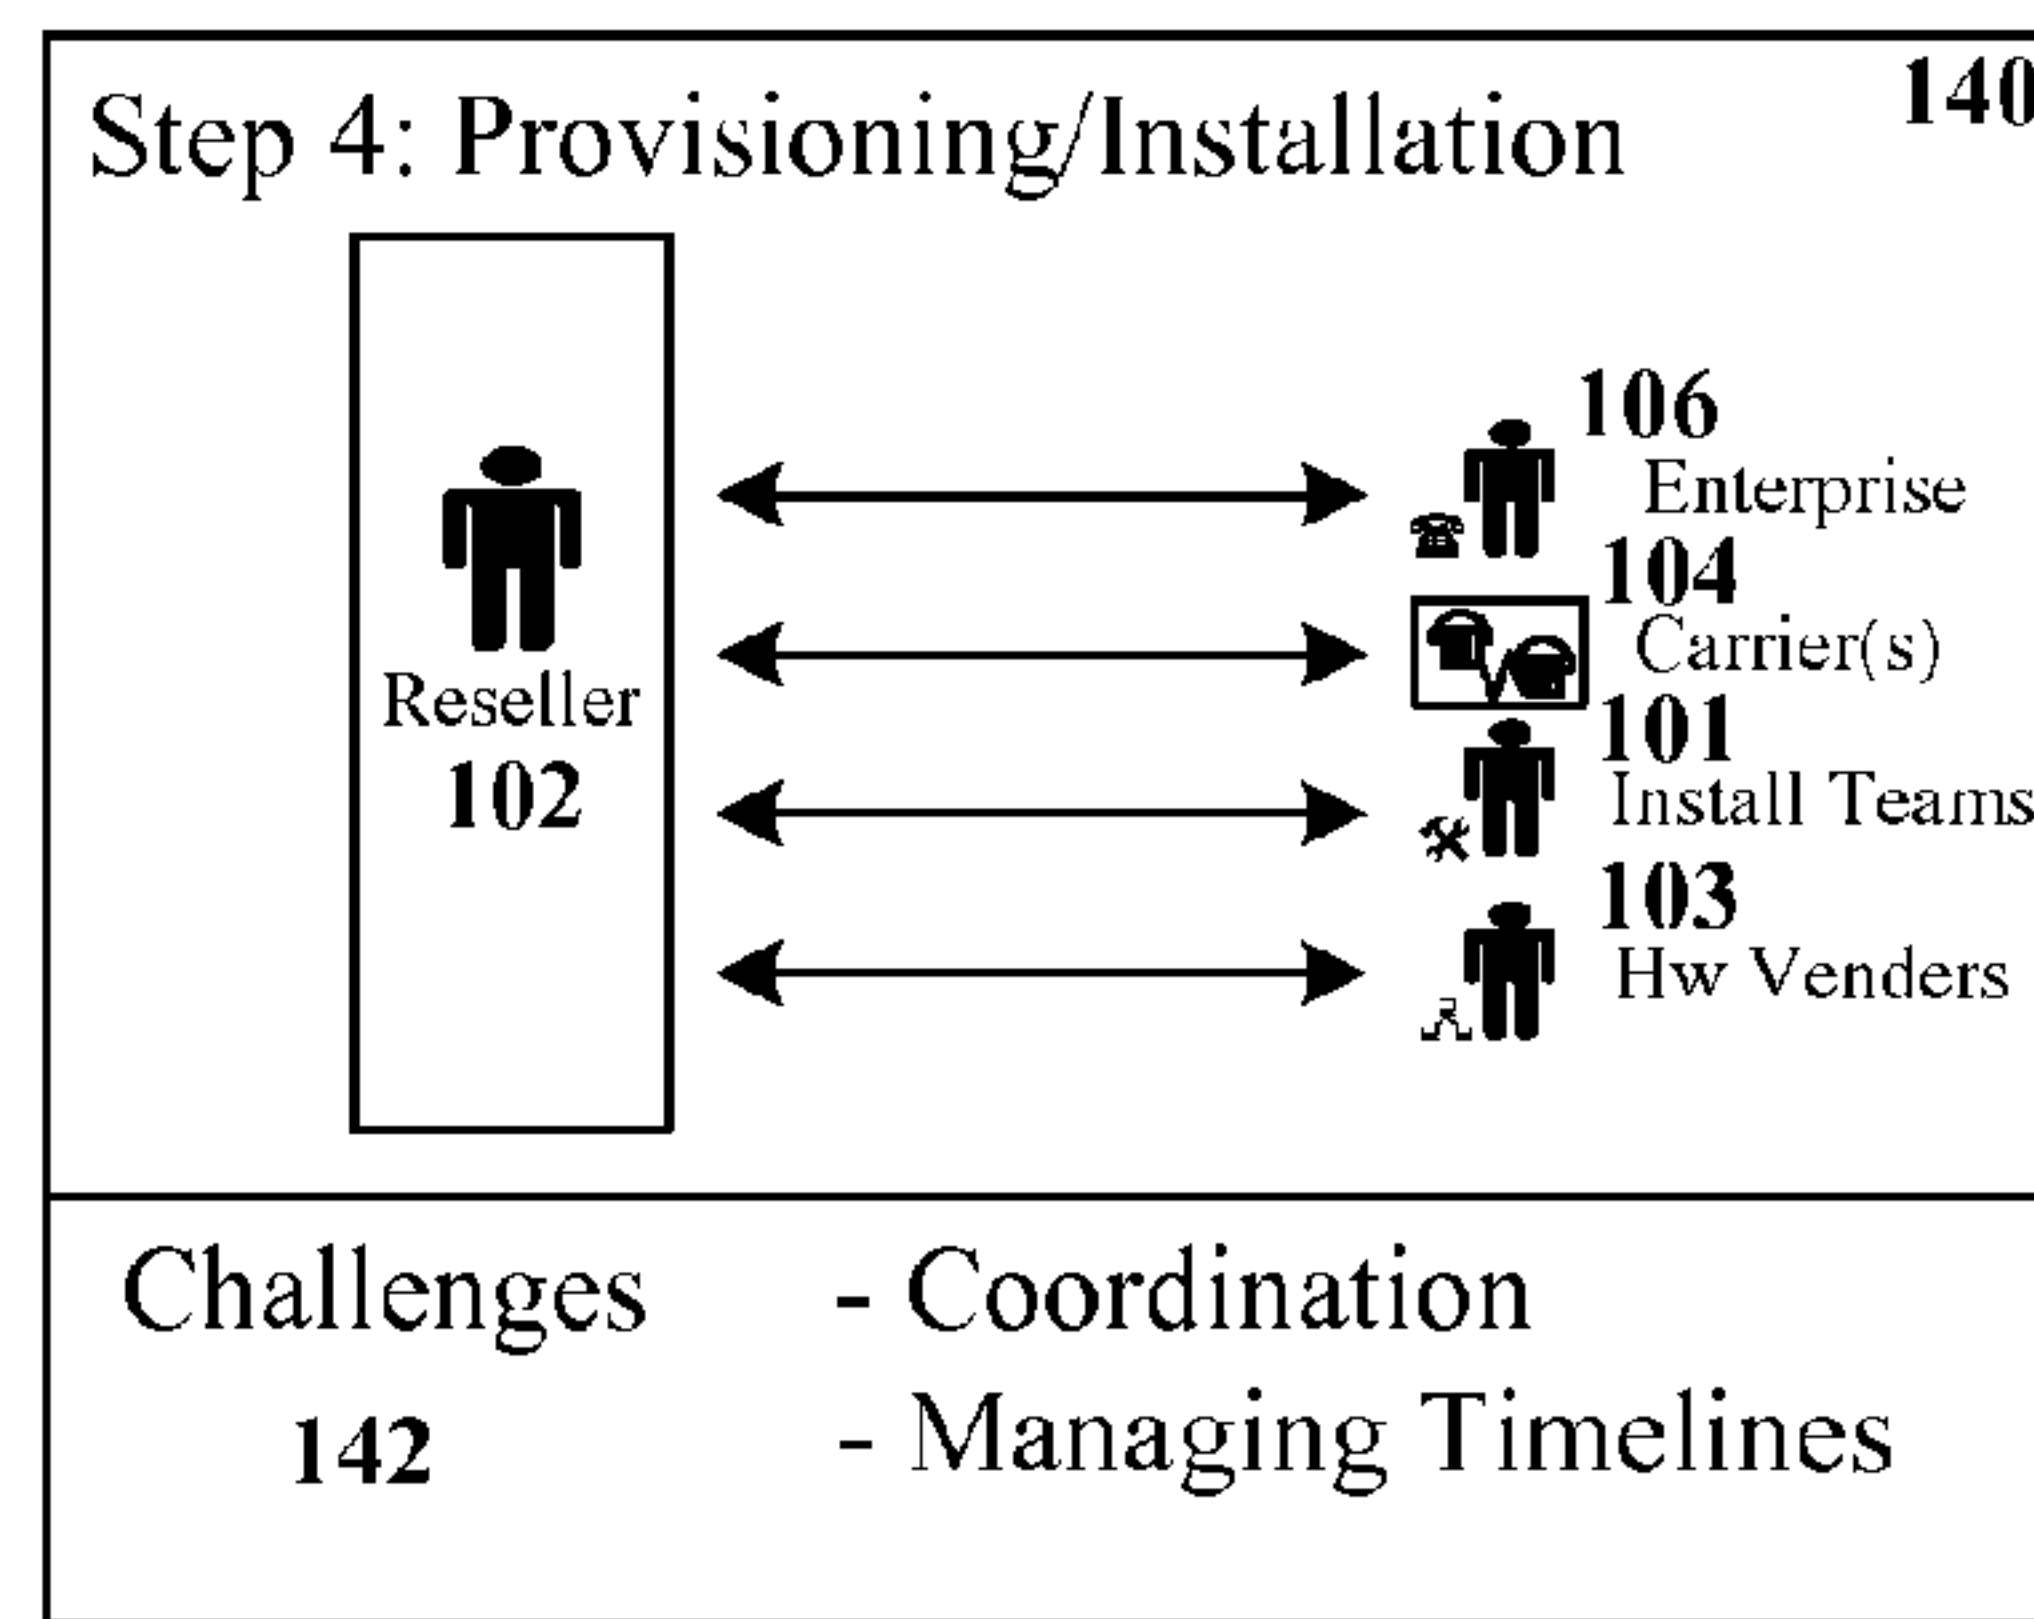 140
Step 4: Provisioning/Installation
106
Enterprise
104
Carrier(s)
Reseller
102
101
Install Teams
103
Hw Venders
Challenges
142
- Coordination
- Managing Timelines